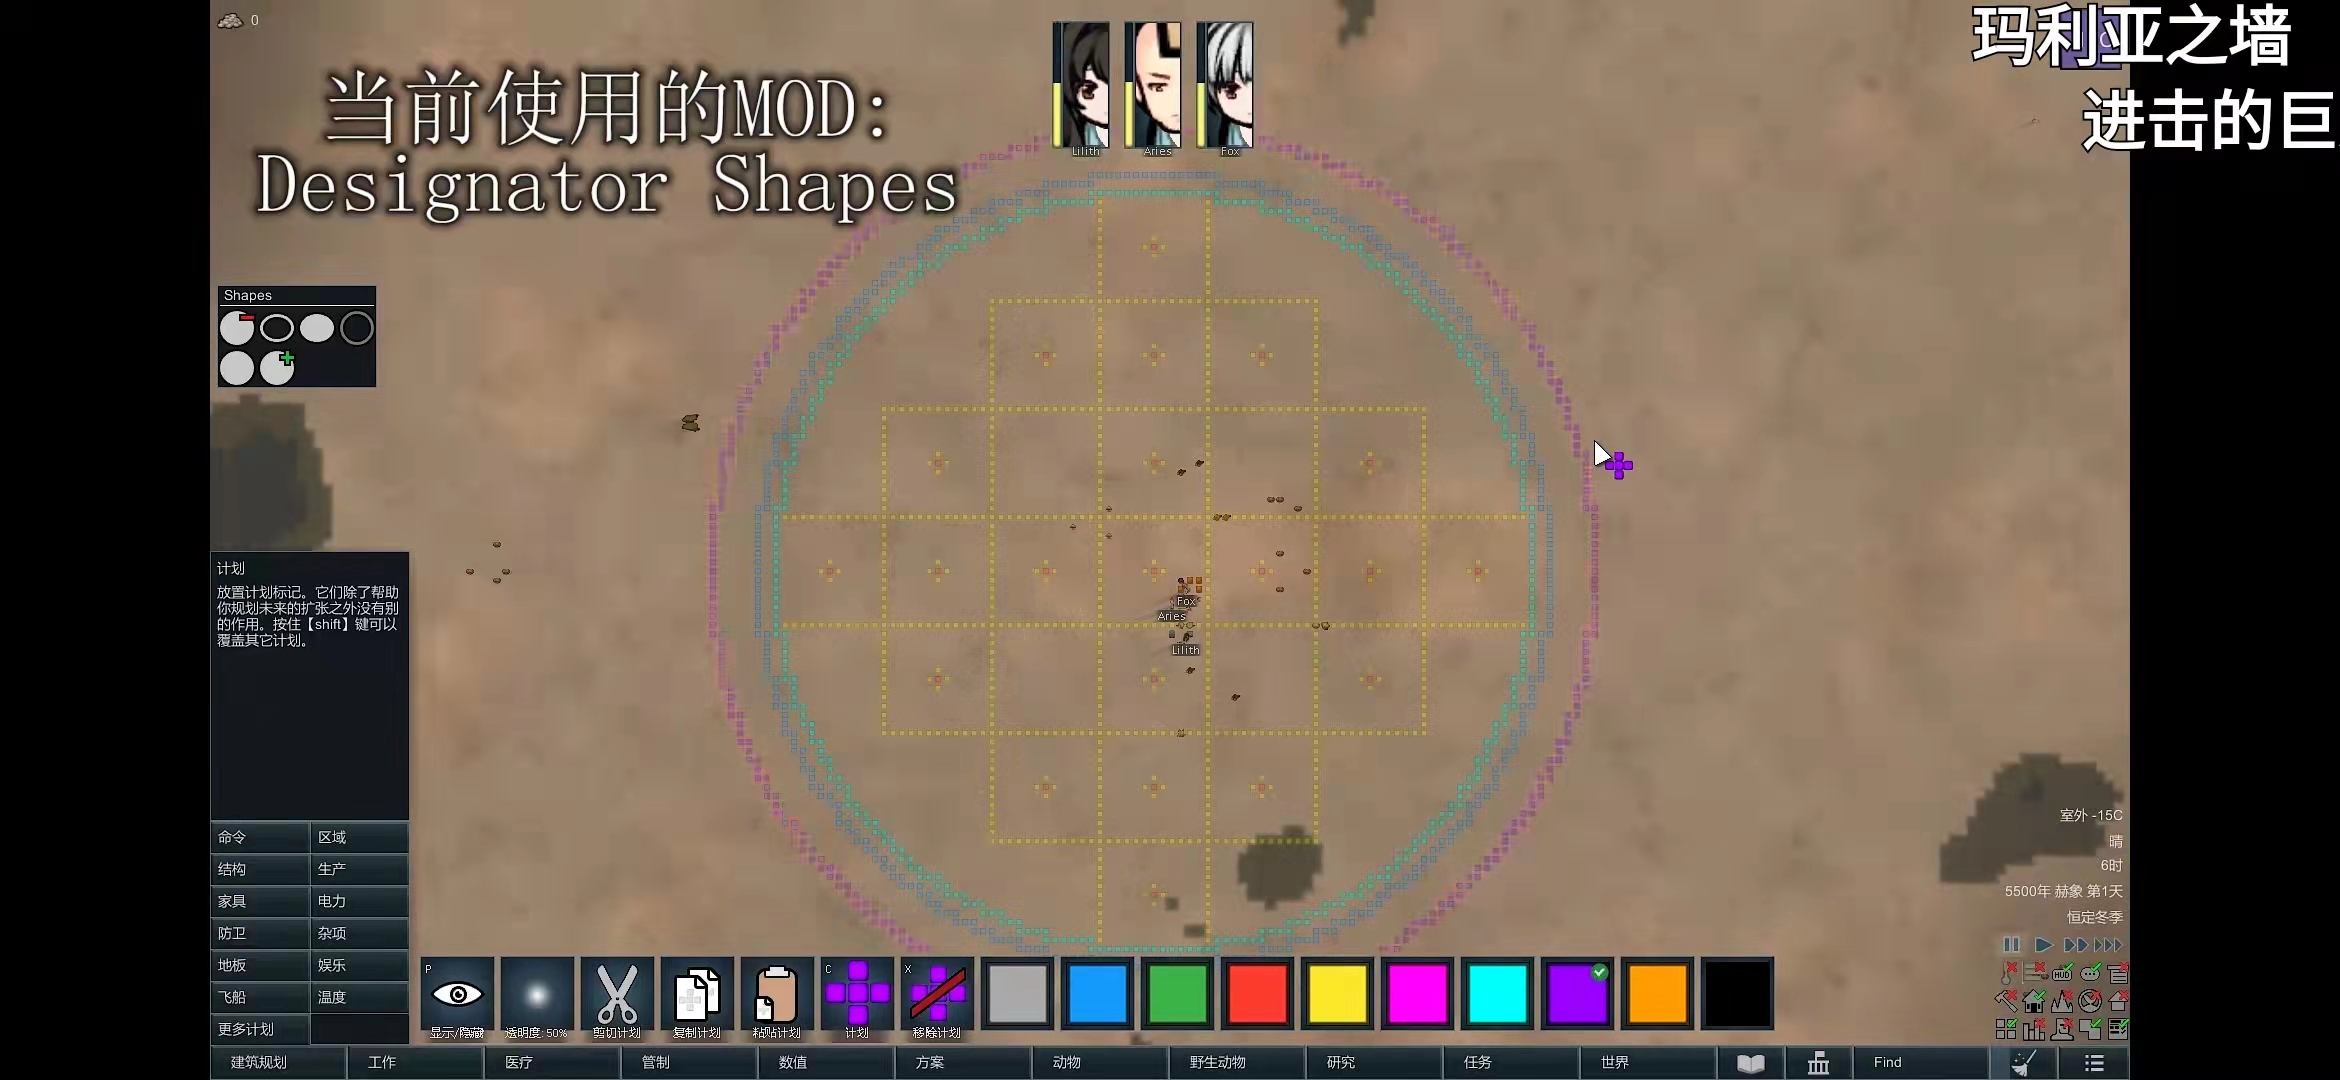 0
玛利亚之墙
进击的巨
当前使用的MOD:
Designator Shapes
Lilith
Aries
Fox
Shapes
Fox
Aries
Lilith
计划
放置计划标记。它们除了帮助
你规划未来的扩张之外没有别
的作用。按住【shift】键可以
覆盖其它计划。
命令 区域
结构 生产
家具 电力
防卫 杂项
地板 娱乐
飞船 温度
更多计划
室外 -15C
晴
6时
5500年 赫象 第1天
恒定冬季
P
显示/隐藏
透明度: 50%
剪切计划
复制计划
粘贴计划
C
计划
X
移除计划
建筑规划 工作 医疗 管制 数值 方案 动物 野生动物 研究 任务 世界 Find